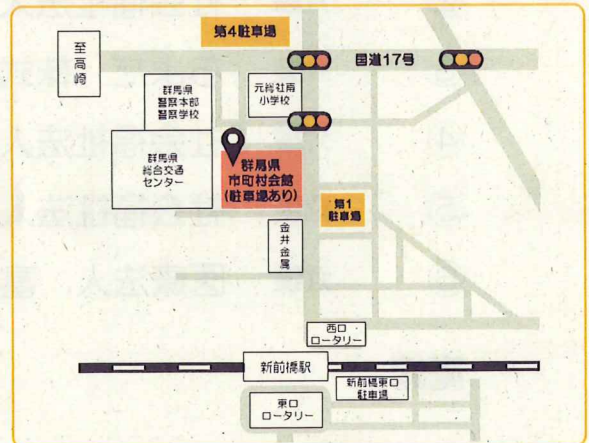 第4駐車場
至高崎
国道17号
群馬県
警察本部
警察学校
元総社南
小学校
群馬県
総合交通
センター
群馬県
市町村会館
(駐車場あり)
第1
駐車場
金井金属
西口
ロータリー
新前橋駅
新前橋東口
駐車場
東口
ロータリー